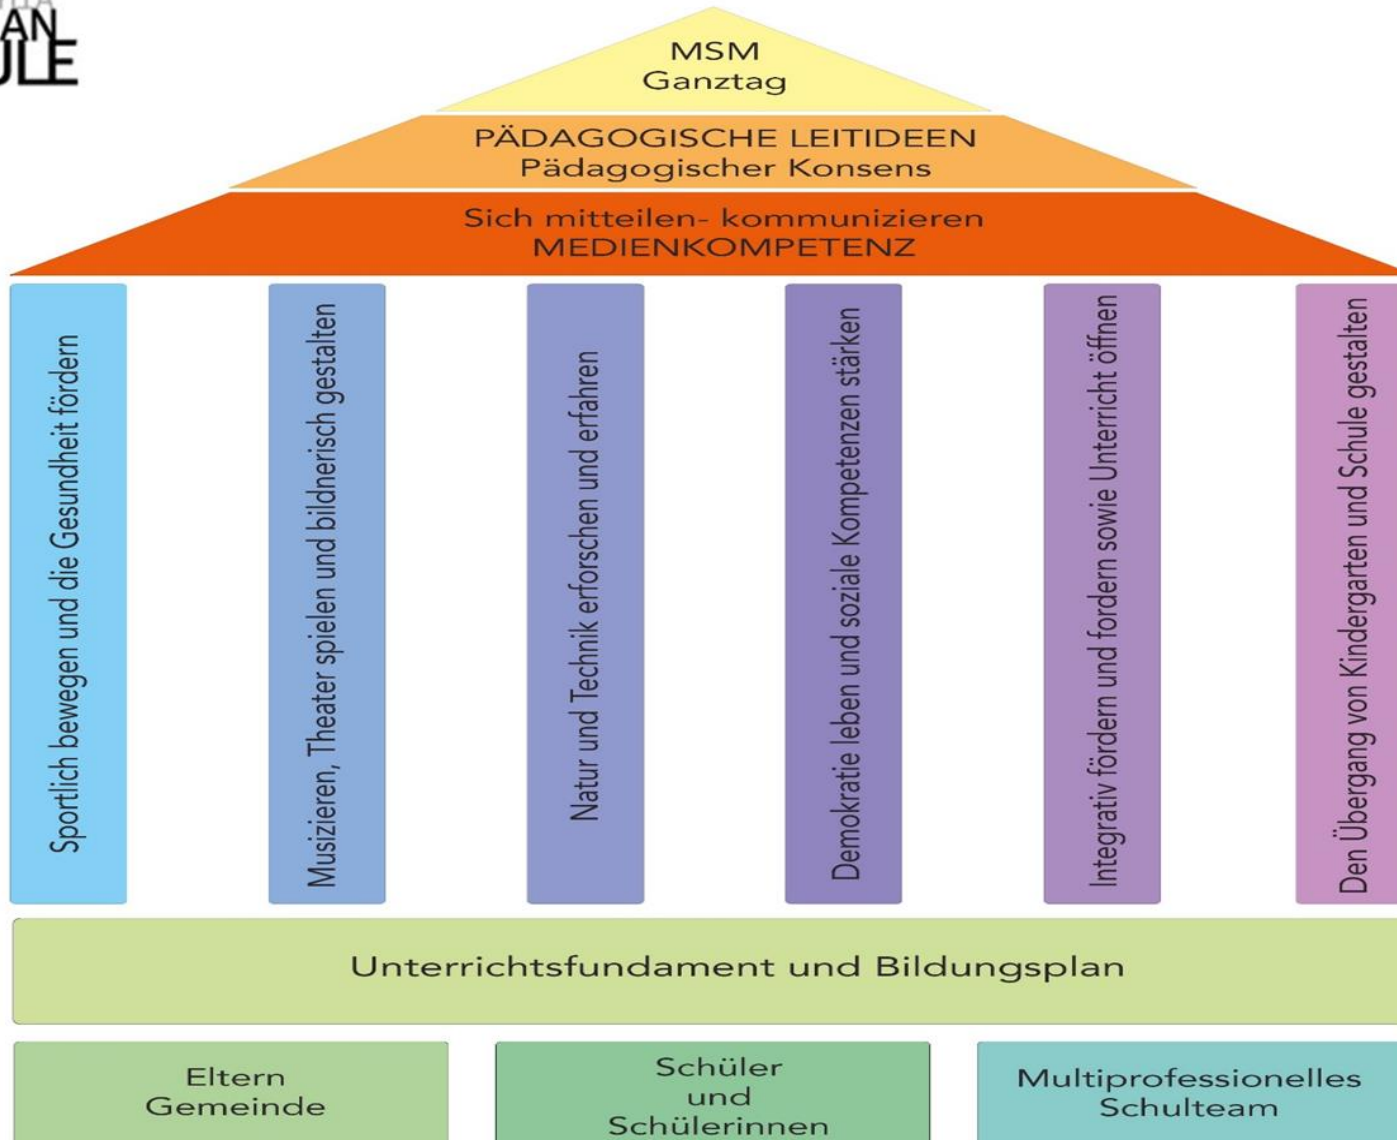 AN
ULE
MSM
Ganztag
PÄDAGOGISCHE LEITIDEEN
Pädagogischer Konsens
Sich mitteilen- kommunizieren
MEDIENKOMPETENZ
Sportlich bewegen und die Gesundheit fördern
Musizieren, Theater spielen und bildnerisch gestalten
Natur und Technik erforschen und erfahren
Demokratie leben und soziale Kompetenzen stärken
Integrativ fördern und fordern sowie Unterricht öffnen
Den Übergang von Kindergarten und Schule gestalten
Unterrichtsfundament und Bildungsplan
Eltern
Gemeinde
Schüler
und
Schülerinnen
Multiprofessionelles
Schulteam